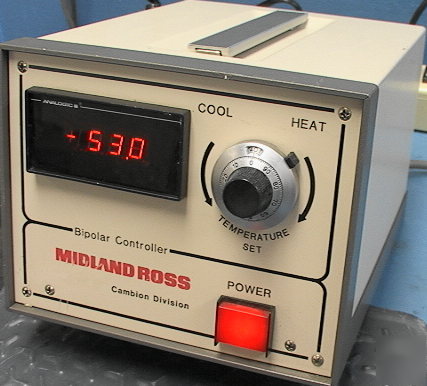 ANALOGIC
+53.0
COOL
HEAT
TEMPERATURE
SET
Bipolar Controller
MIDLAND ROSS
Cambion Division
POWER